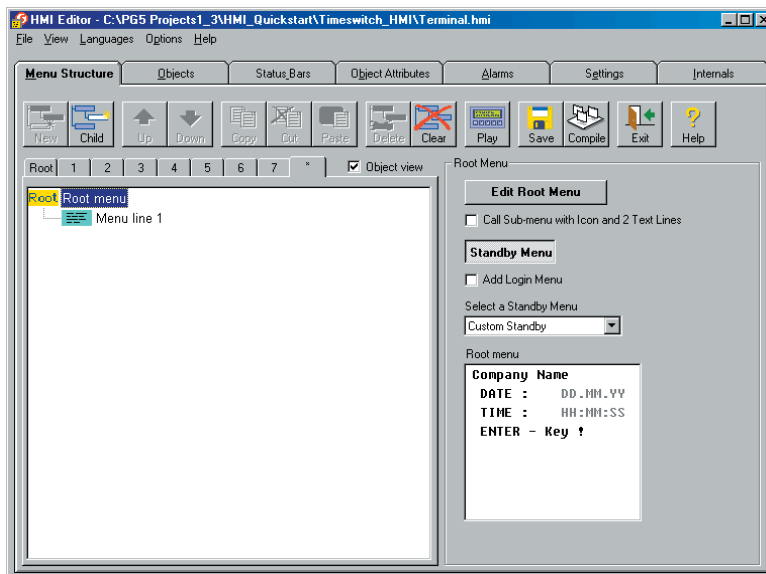 HMI Editor - C:\PG5 Projects1_3\HMI_Quickstart\Timeswitch_HMI\Terminal.hmi
File View Languages Options Help
Menu Structure Objects Status Bars Object Attributes Alarms Settings Internals
New Child Up Down Copy Cut Paste Delete Clear Play Save Compile Exit Help
Root 1 2 3 4 5 6 7 * Object view
Root Root menu
Menu line 1
Root Menu
Edit Root Menu
Call Sub-menu with Icon and 2 Text Lines
Standby Menu
Add Login Menu
Select a Standby Menu
Custom Standby
Root menu
Company Name
DATE : DD.MM.YY
TIME : HH:MM:SS
ENTER - Key !